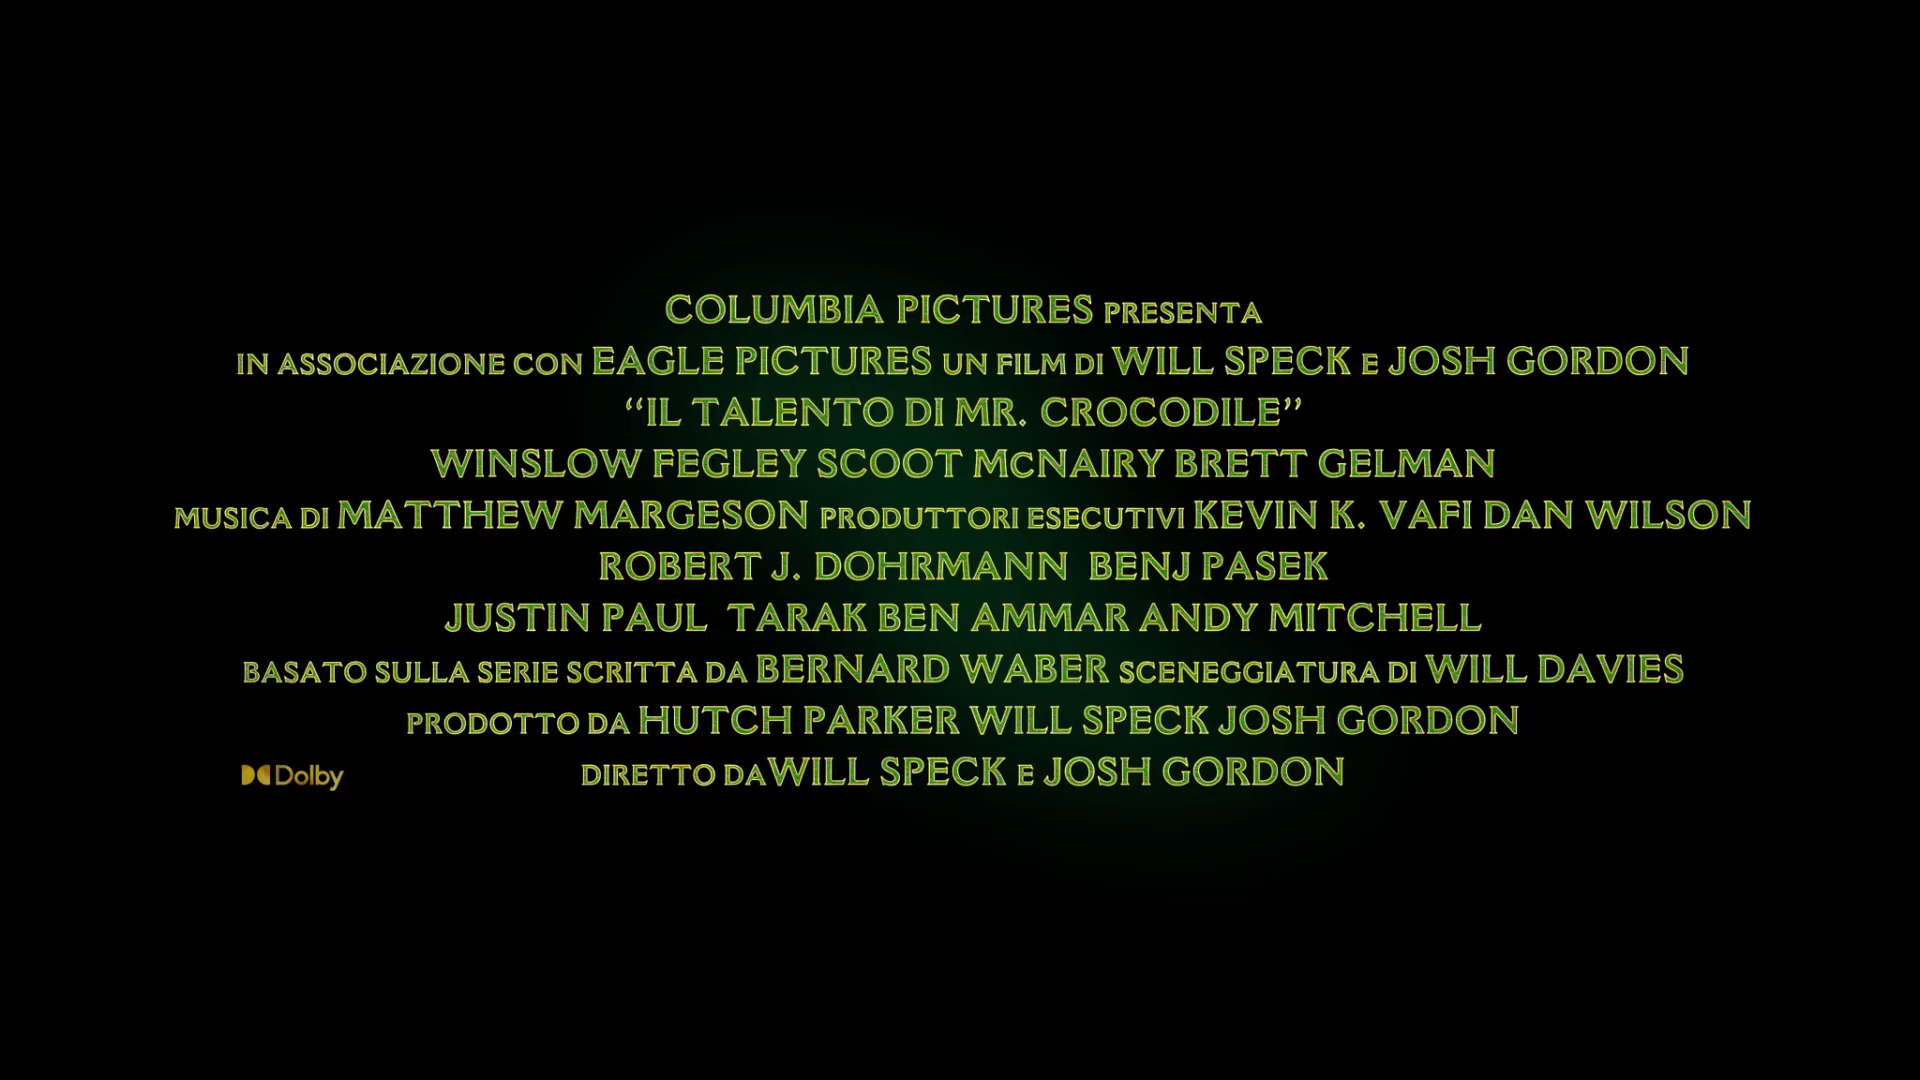 COLUMBIA PICTURES PRESENTA
IN ASSOCIAZIONE CON EAGLE PICTURES UN FILM DI WILL SPECK E JOSH GORDON
“IL TALENTO DI MR. CROCODILE”
WINSLOW FEGLEY SCOOT McNAIRY BRETT GELMAN
MUSICA DI MATTHEW MARGESON PRODUTTORI ESECUTIVI KEVIN K. VAFI DAN WILSON
ROBERT J. DOHRMANN BENJ PASEK
JUSTIN PAUL TARAK BEN AMMAR ANDY MITCHELL
BASATO SULLA SERIE SCRITTA DA BERNARD WABER SCENEGGIATURA DI WILL DAVIES
PRODOTTO DA HUTCH PARKER WILL SPECK JOSH GORDON
Dolby DIRETTO DA WILL SPECK E JOSH GORDON